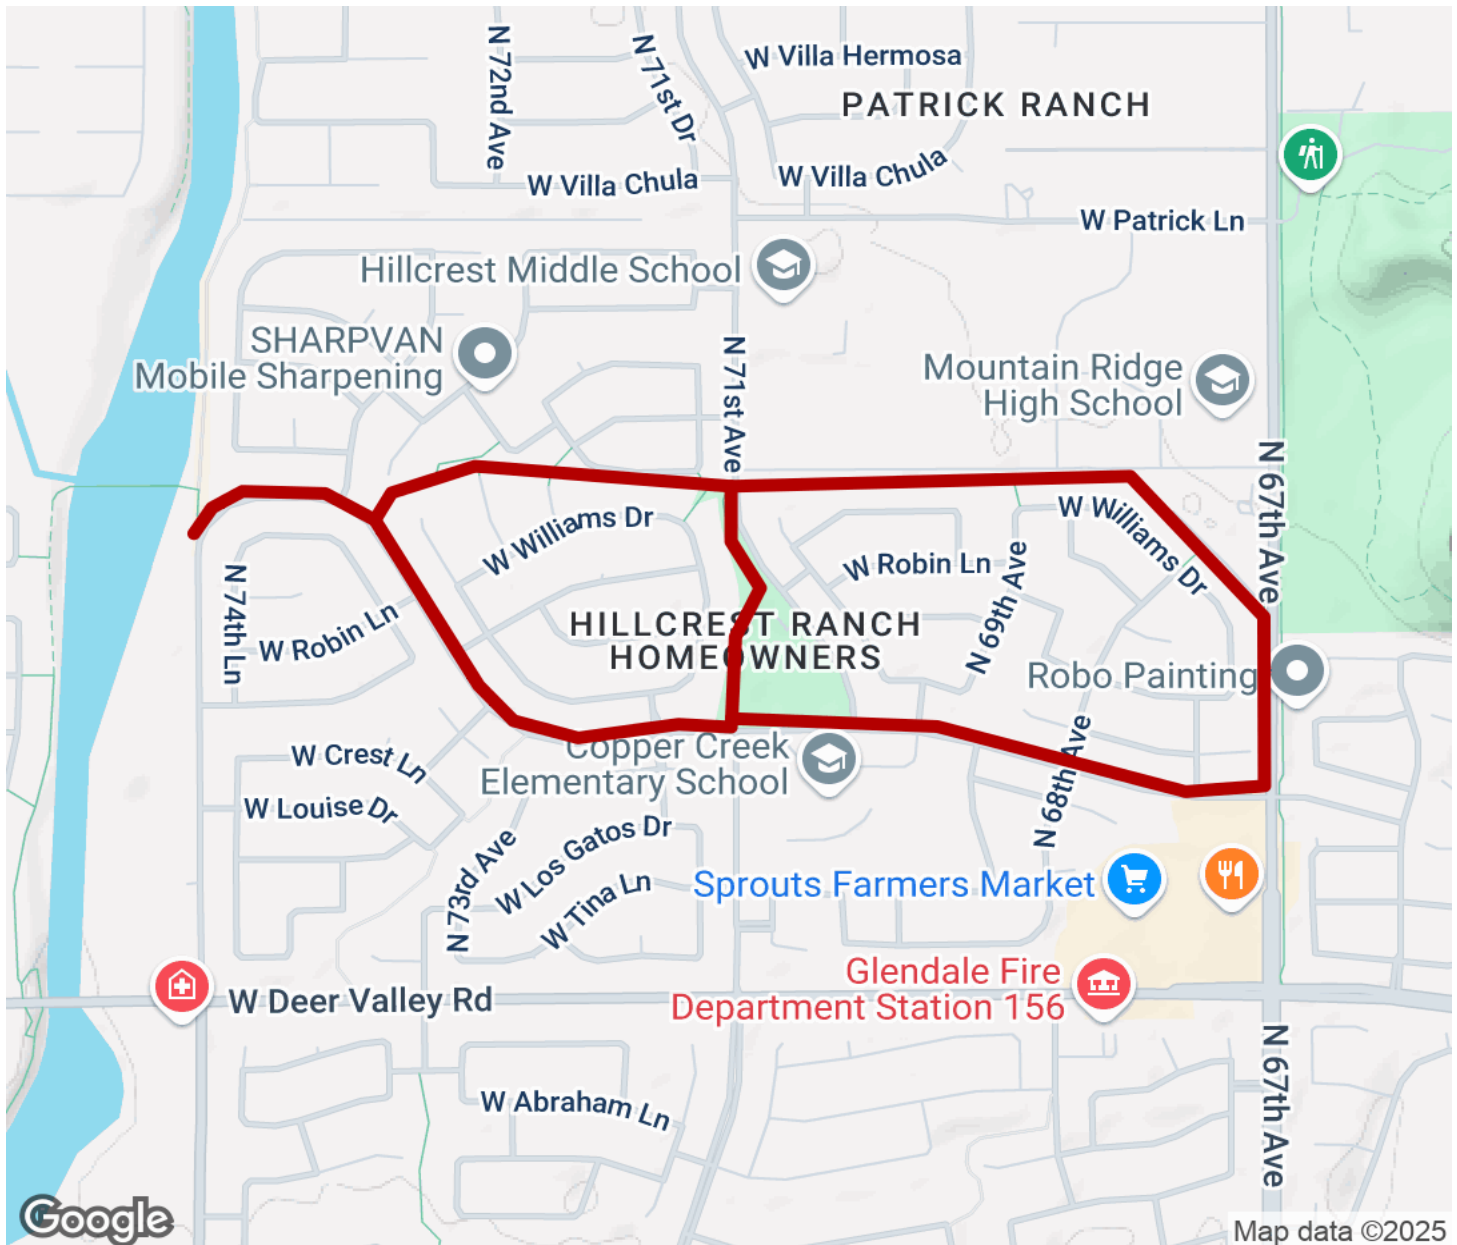 W Villa Hermosa
N 72nd Ave
N 71st Dr
PATRICK RANCH
W Villa Chula
W Villa Chula
W Patrick Ln
Hillcrest Middle School
SHARPVAN
Mobile Sharpening
N 71st Ave
Mountain Ridge
High School
N 67th Ave
W Williams Dr
W Williams Dr
W Robin Ln
N 69th Ave
N 74th Ln
W Robin Ln
HILLCREST RANCH
HOMEOWNERS
Robo Painting
W Crest Ln
Copper Creek
Elementary School
N 68th Ave
W Louise Dr
W Los Gatos Dr
N 73rd Ave
W Tina Ln
Sprouts Farmers Market
Glendale Fire
Department Station 156
W Deer Valley Rd
N 67th Ave
W Abraham Ln
Google
Map data ©2025